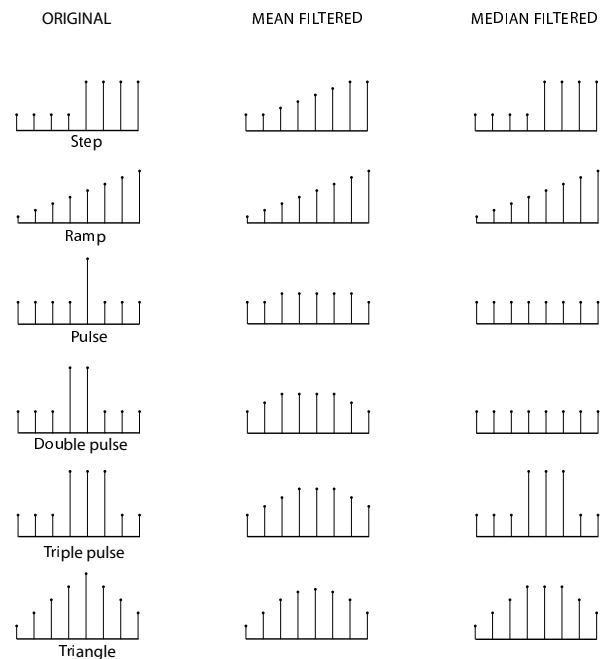 ORIGINAL
MEAN FILTERED
MEDIAN FILTERED
Step
Ramp
Pulse
Double pulse
Triple pulse
Triangle